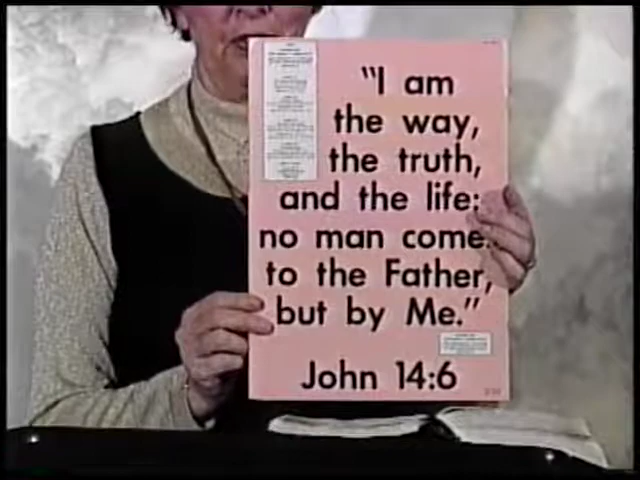 "I am
the way,
the truth,
and the life:
no man come
to the Father,
but by Me."
John 14:6